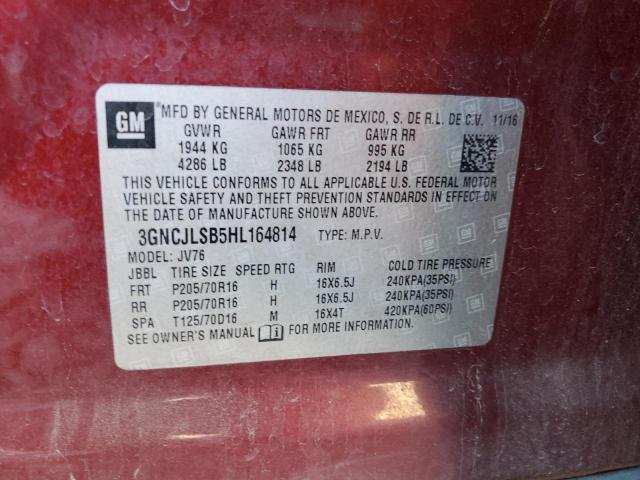 GM
*MFD BY GENERAL MOTORS DE MEXICO, S. DE R.L. DE C.V. 11/16
GVWR GAWR FRT GAWR RR
1944 KG 1065 KG 995 KG
4286 LB 2348 LB 2194 LB
THIS VEHICLE CONFORMS TO ALL APPLICABLE U.S. FEDERAL MOTOR
VEHICLE SAFETY AND THEFT PREVENTION STANDARDS IN EFFECT ON
THE DATE OF MANUFACTURE SHOWN ABOVE.
3GNCJLSB5HL164814 TYPE: M.P.V.
MODEL: JV76
JBBL TIRE SIZE SPEED RTG RIM COLD TIRE PRESSURE
FRT P205/70R16 H 16X6.5J 240KPA(35PSI)
RR P205/70R16 H 16X6.5J 240KPA(35PSI)
SPA T125/70D16 M 16X4T 420KPA(60PSI)
SEE OWNER'S MANUAL FOR MORE INFORMATION.